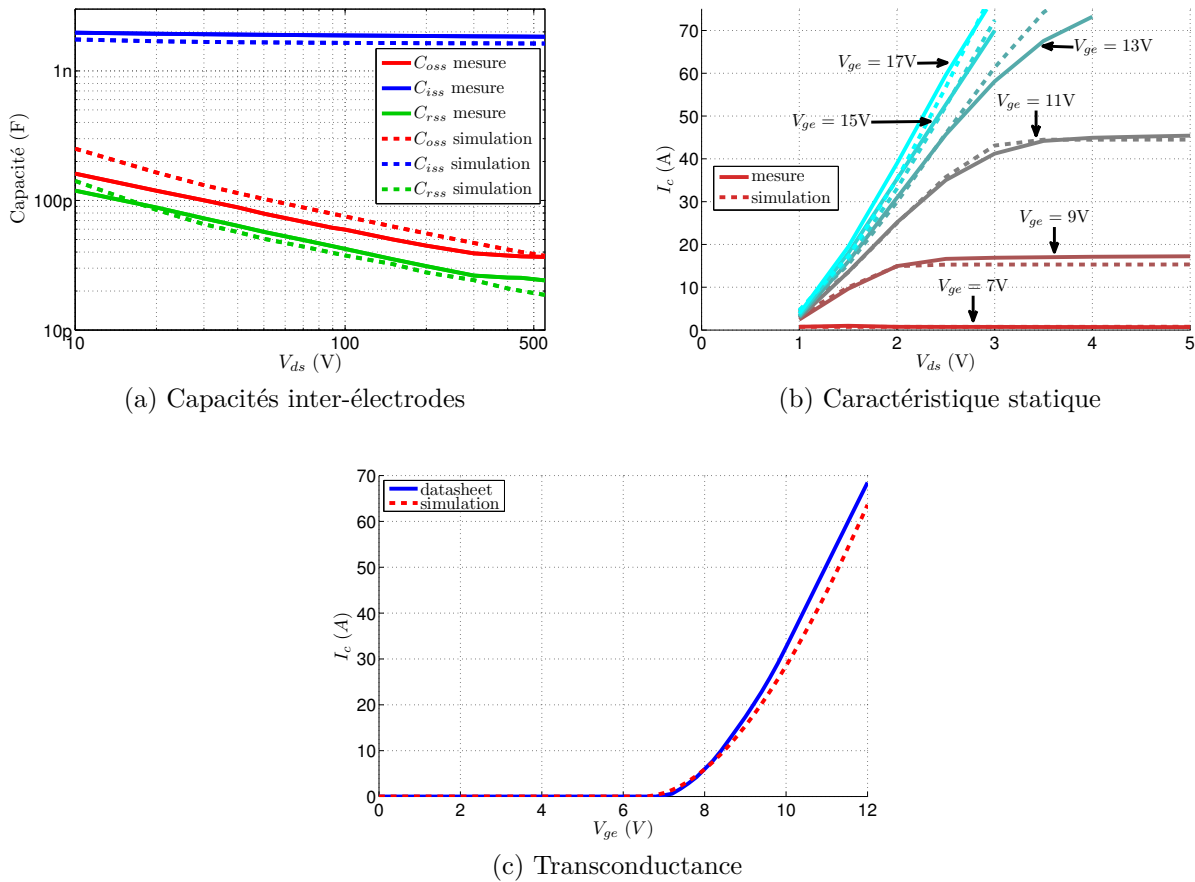 1n
100p
10p
Capacité (F)
C_oss mesure
C_iss mesure
C_rss mesure
C_oss simulation
C_iss simulation
C_rss simulation
10 100 500
V_ds (V)
(a) Capacités inter-électrodes
70
60
50
40
30
20
10
0
I_c (A)
V_ge = 17V
V_ge = 13V
V_ge = 15V
V_ge = 11V
mesure
simulation
V_ge = 9V
V_ge = 7V
0 1 2 3 4 5
V_ds (V)
(b) Caractéristique statique
70
60
50
40
30
20
10
0
I_c (A)
datasheet
simulation
0 2 4 6 8 10 12
V_ge (V)
(c) Transconductance